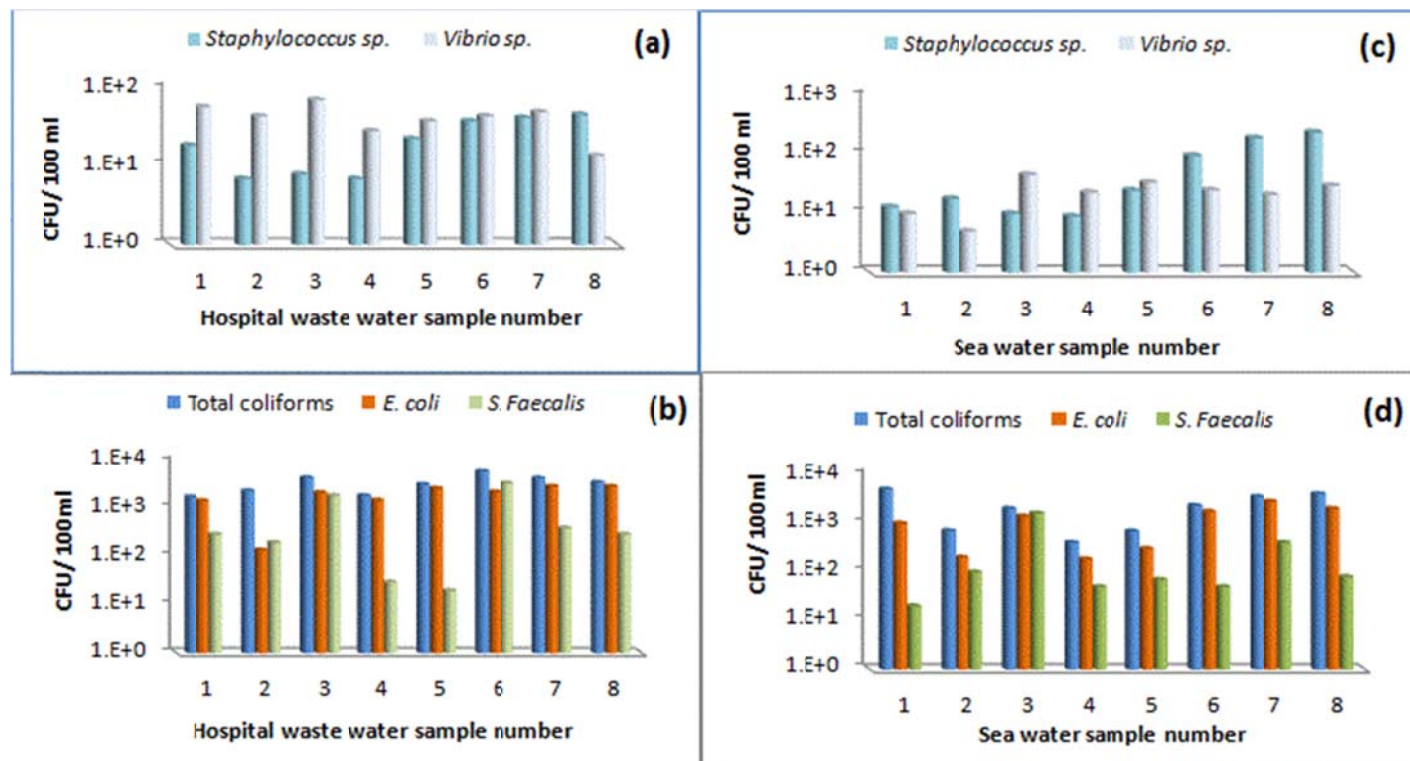 Staphylococcus sp. Vibrio sp. (a)
1.E+2
1.E+1
1.E+0
CFU/ 100 ml
1 2 3 4 5 6 7 8
Hospital waste water sample number
Staphylococcus sp. Vibrio sp. (c)
1.E+3
1.E+2
1.E+1
1.E+0
CFU/ 100 ml
1 2 3 4 5 6 7 8
Sea water sample number
Total coliforms E. coli S. Faecalis (b)
1.E+4
1.E+3
1.E+2
1.E+1
1.E+0
CFU/ 100ml
1 2 3 4 5 6 7 8
Hospital waste water sample number
Total coliforms E. coli S. Faecalis (d)
1.E+4
1.E+3
1.E+2
1.E+1
1.E+0
CFU/ 100ml
1 2 3 4 5 6 7 8
Sea water sample number